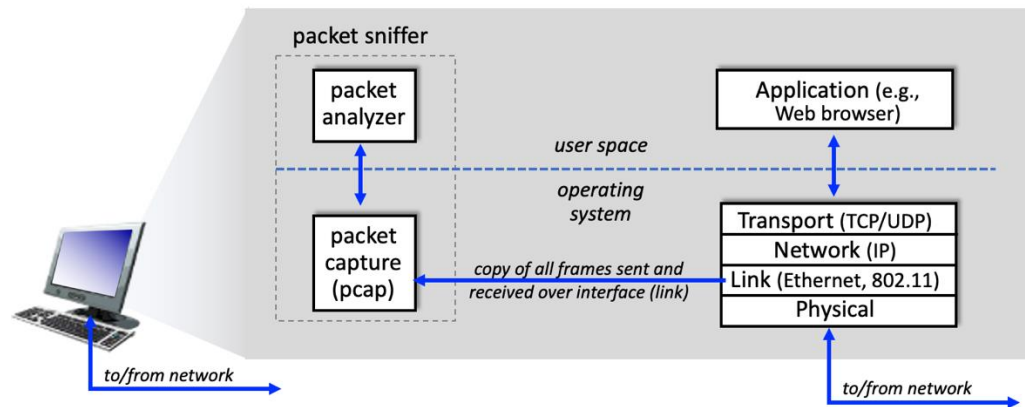 packet sniffer
packet
analyzer
Application (e.g.,
Web browser)
user space
operating
system
packet
capture
(pcap)
copy of all frames sent and
received over interface (link)
Transport (TCP/UDP)
Network (IP)
Link (Ethernet, 802.11)
Physical
to/from network
to/from network